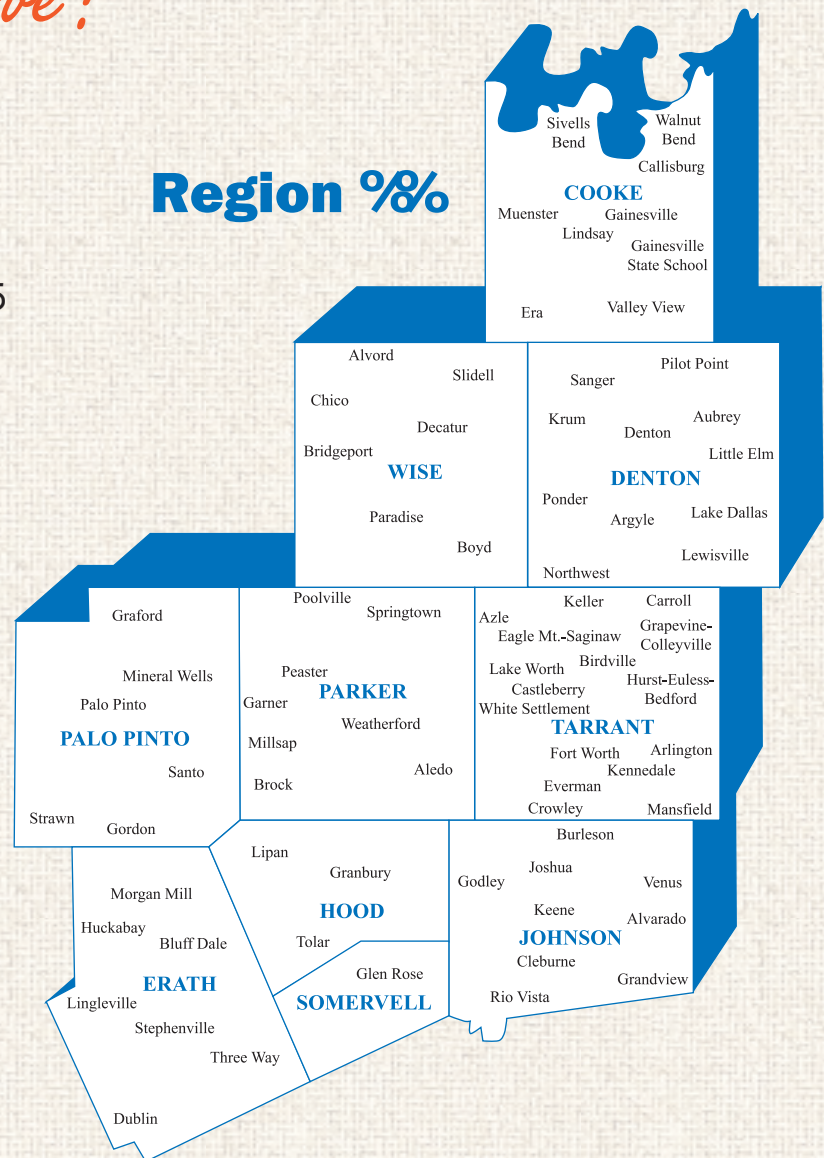 ve!
5
Region %%
Sivells
Bend
Walnut
Bend
Callisburg
COOKE
Muenster
Gainesville
Lindsay
Gainesville
State School
Era
Valley View
Alvord
Slidell
Chico
Decatur
Bridgeport
WISE
Paradise
Boyd
Pilot Point
Sanger
Krum
Aubrey
Denton
Little Elm
DENTON
Ponder
Argyle
Lake Dallas
Lewisville
Northwest
Graford
Mineral Wells
Palo Pinto
PALO PINTO
Santo
Strawn
Gordon
Poolville
Springtown
Peaster
PARKER
Garner
Weatherford
Millsap
Aledo
Brock
Keller
Carroll
Azle
Grapevine-
Colleyville
Eagle Mt.-Saginaw
Birdville
Lake Worth
Hurst-Euless-
Bedford
Castleberry
White Settlement
TARRANT
Fort Worth
Arlington
Kennedale
Everman
Crowley
Mansfield
Lipan
Granbury
HOOD
Tolar
Burleson
Joshua
Godley
Venus
Keene
Alvarado
JOHNSON
Cleburne
Grandview
Rio Vista
Morgan Mill
Huckabay
Bluff Dale
ERATH
Lingleville
Stephenville
Three Way
Dublin
Glen Rose
SOMERVELL